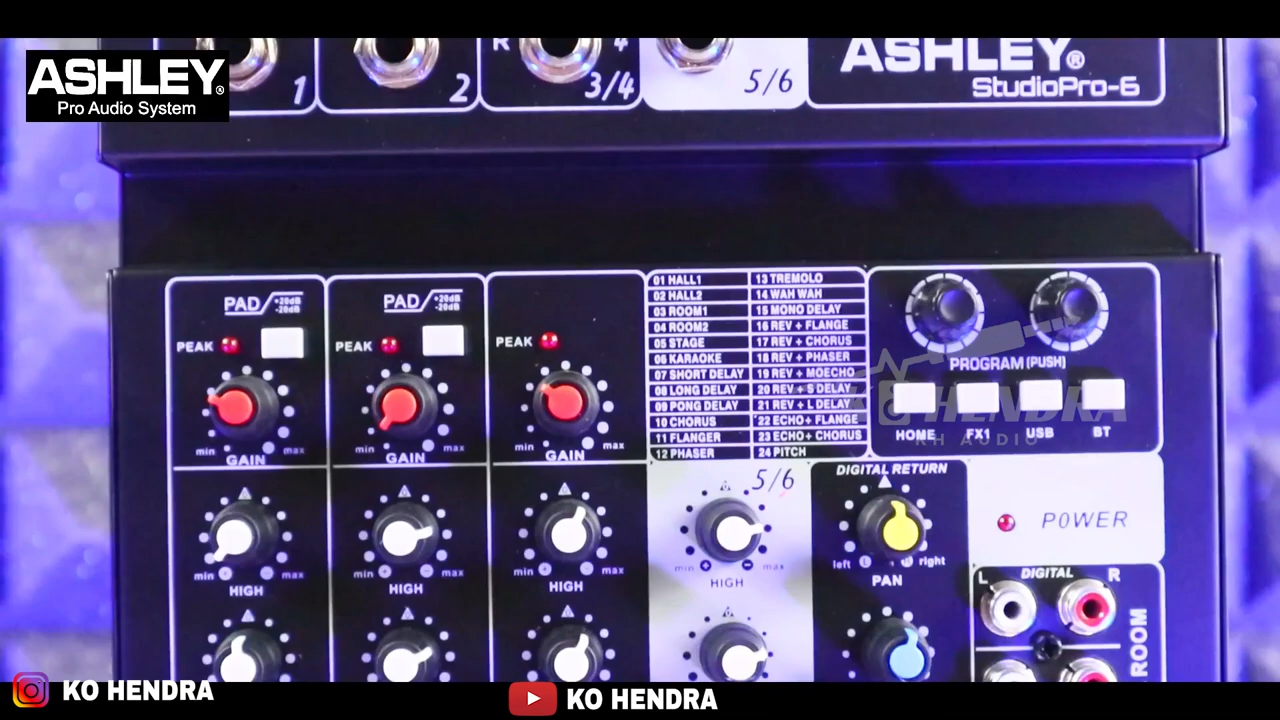 ASHLEY®
Pro Audio System
1
2
R
4
3/4
5/6
ASHLEY®
StudioPro-6
PAD +20dB -20dB
PAD +20dB -20dB
PEAK
PEAK
PEAK
min max
GAIN
min max
GAIN
min max
GAIN
01 HALL1
02 HALL2
03 ROOM1
04 ROOM2
05 STAGE
06 KARAOKE
07 SHORT DELAY
08 LONG DELAY
09 PONG DELAY
10 CHORUS
11 FLANGER
12 PHASER
13 TREMOLO
14 WAH WAH
15 MONO DELAY
16 REV + FLANGE
17 REV + CHORUS
18 REV + PHASER
19 REV + MOECHO
20 REV + S DELAY
21 REV + L DELAY
22 ECHO + FLANGE
23 ECHO + CHORUS
24 PITCH
PROGRAM (PUSH)
KO HENDRA
KH AUDIO
HOME FX1 USB BT
5/6
DIGITAL RETURN
left L R right
PAN
P0WER
min + - max
HIGH
min + - max
HIGH
min + - max
HIGH
min + - max
HIGH
L DIGITAL R
ROOM
KO HENDRA
KO HENDRA